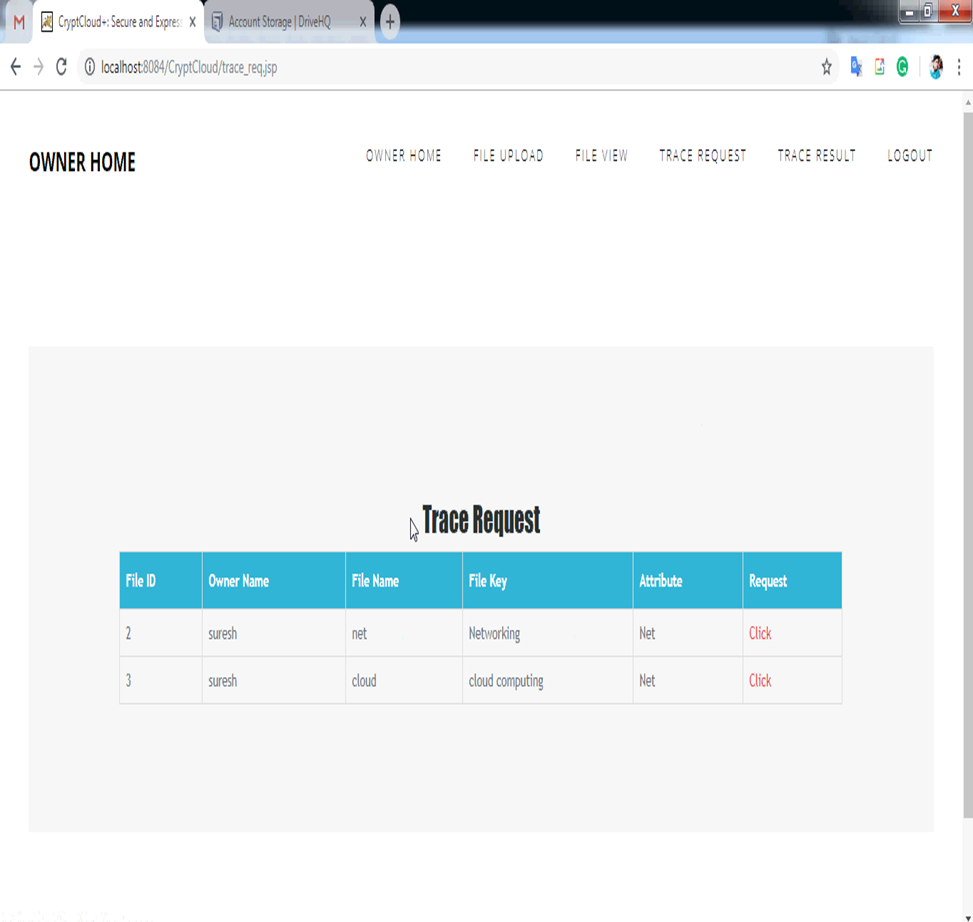 M CryptCloud+: Secure and Expres × Account Storage | DriveHQ × +
localhost:8084/CryptCloud/trace_req.jsp
OWNER HOME
OWNER HOME FILE UPLOAD FILE VIEW TRACE REQUEST TRACE RESULT LOGOUT
Trace Request
File ID Owner Name File Name File Key Attribute Request
2 suresh net Networking Net Click
3 suresh cloud cloud computing Net Click